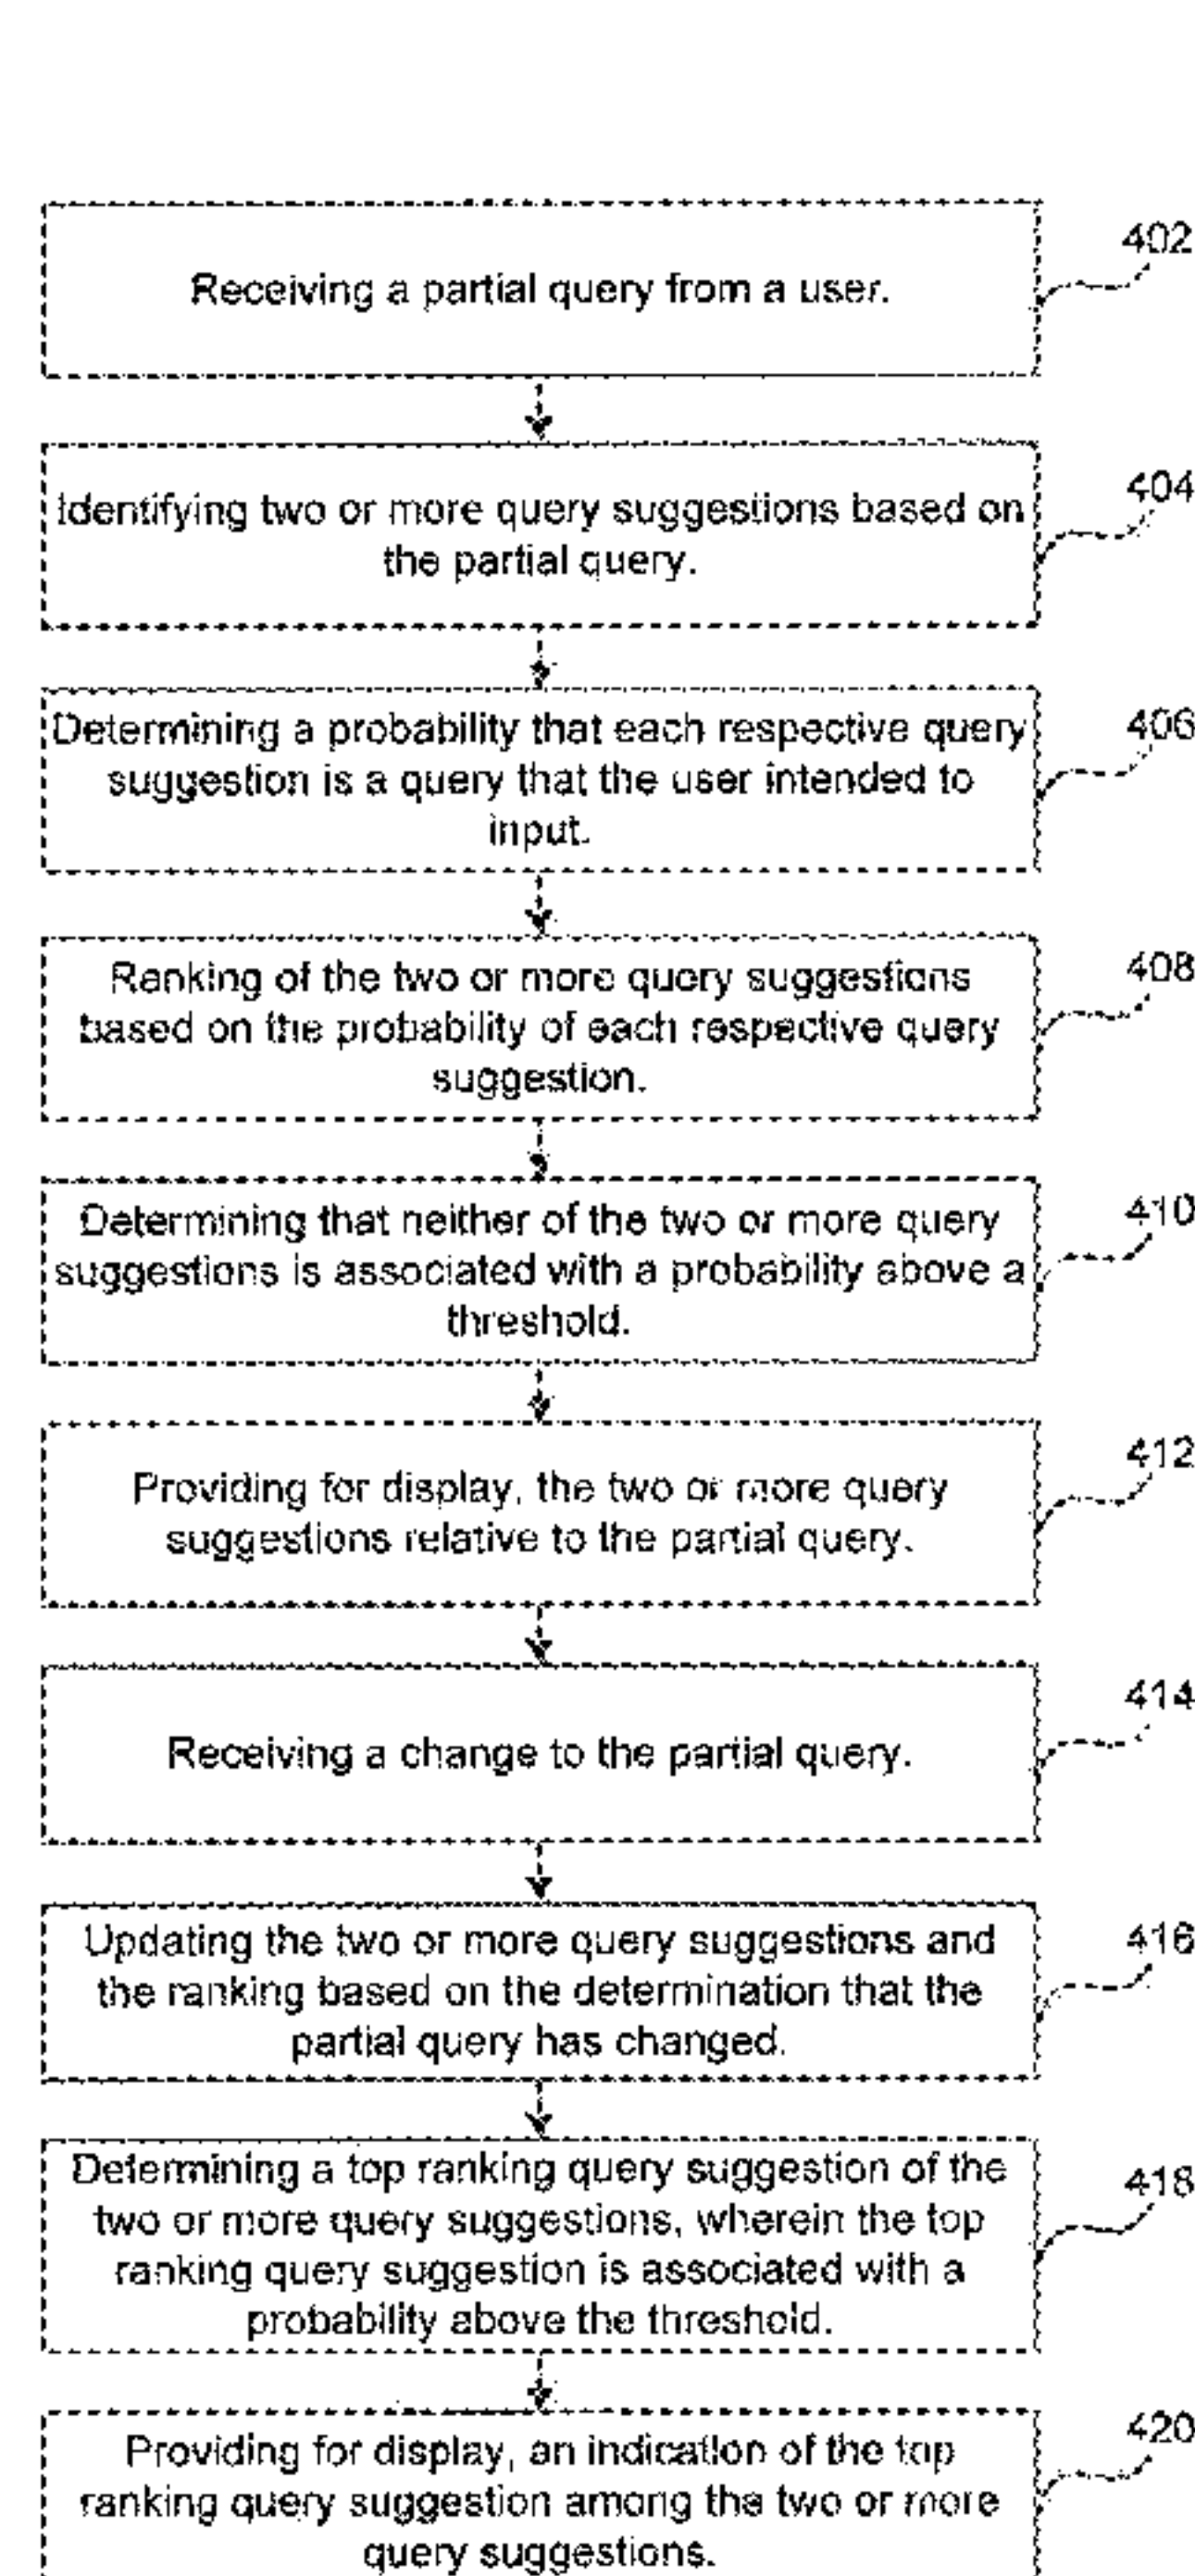 402
Receiving a partial query from a user.
404
Identifying two or more query suggestions based on
the partial query.
406
Determining a probability that each respective query
suggestion is a query that the user intended to
input.
408
Ranking of the two or more query suggestions
based on the probability of each respective query
suggestion.
410
Determining that neither of the two or more query
suggestions is associated with a probability above a
threshold.
412
Providing for display, the two or more query
suggestions relative to the partial query.
414
Receiving a change to the partial query.
416
Updating the two or more query suggestions and
the ranking based on the determination that the
partial query has changed.
418
Determining a top ranking query suggestion of the
two or more query suggestions, wherein the top
ranking query suggestion is associated with a
probability above the threshold.
420
Providing for display, an indication of the top
ranking query suggestion among the two or more
query suggestions.